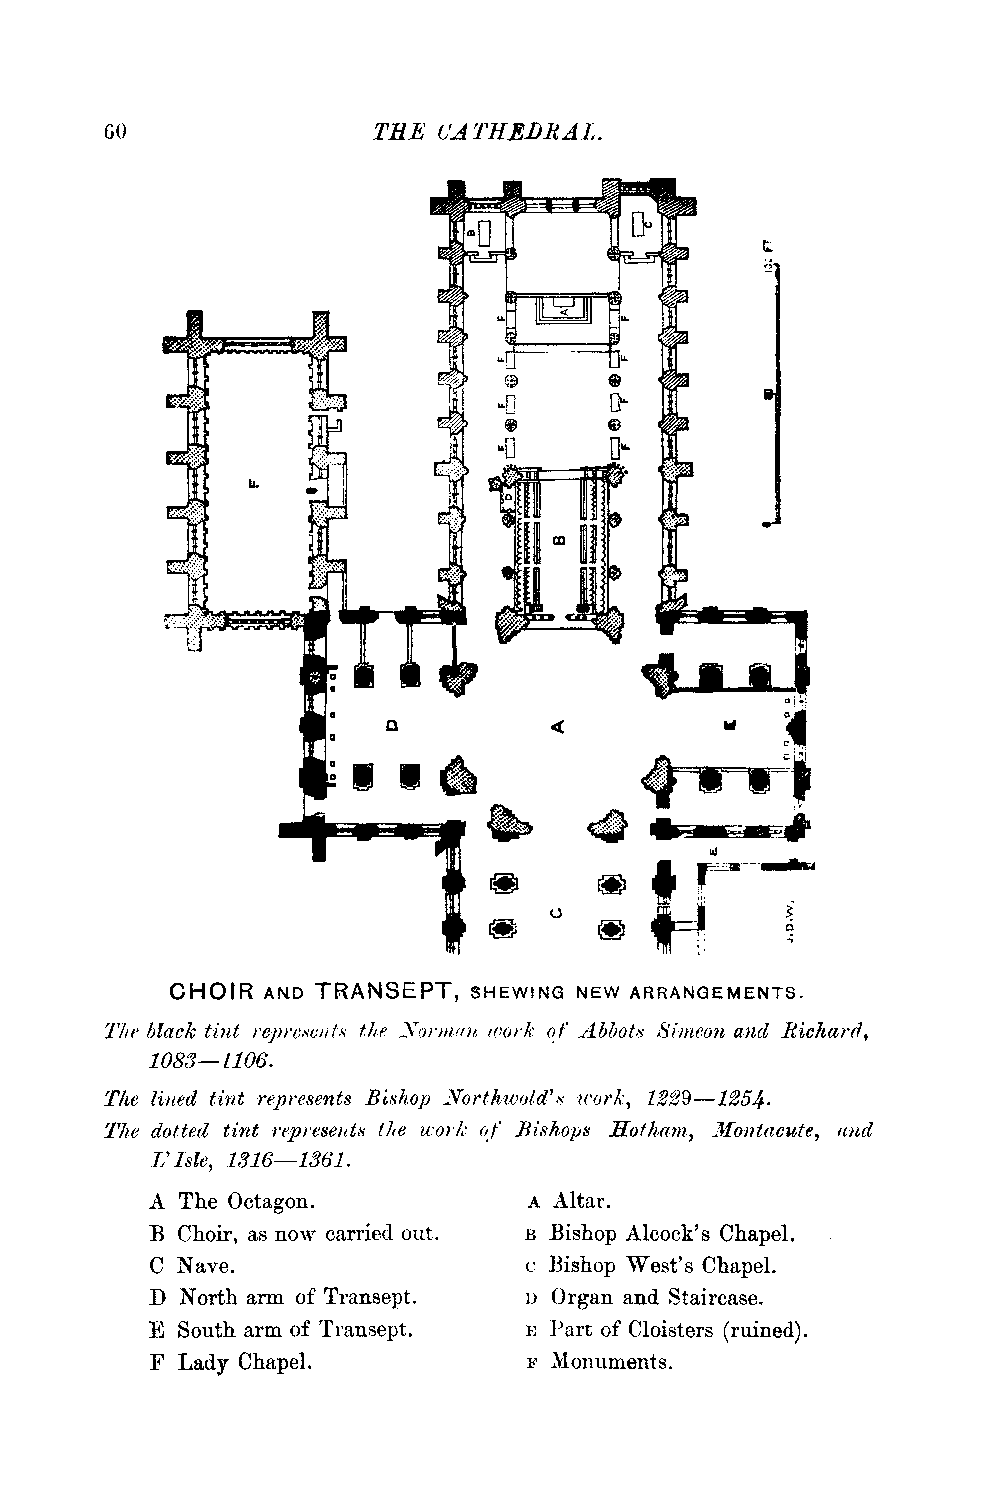 60 THE CATHEDRAL.
100 FT
50
0
B
C
A
F F
F F
F F
F F
F
D
B
D A E
E
C
J.D.W.
CHOIR AND TRANSEPT, SHEWING NEW ARRANGEMENTS.
The black tint represents the Norman work of Abbots Simeon and Richard,
1083—1106.
The lined tint represents Bishop Northwold's work, 1229—1254.
The dotted tint represents the work of Bishops Hotham, Montacute, and
L'Isle, 1316—1361.
A The Octagon.
B Choir, as now carried out.
C Nave.
D North arm of Transept.
E South arm of Transept.
F Lady Chapel.
A Altar.
B Bishop Alcock's Chapel.
C Bishop West's Chapel.
D Organ and Staircase.
E Part of Cloisters (ruined).
F Monuments.